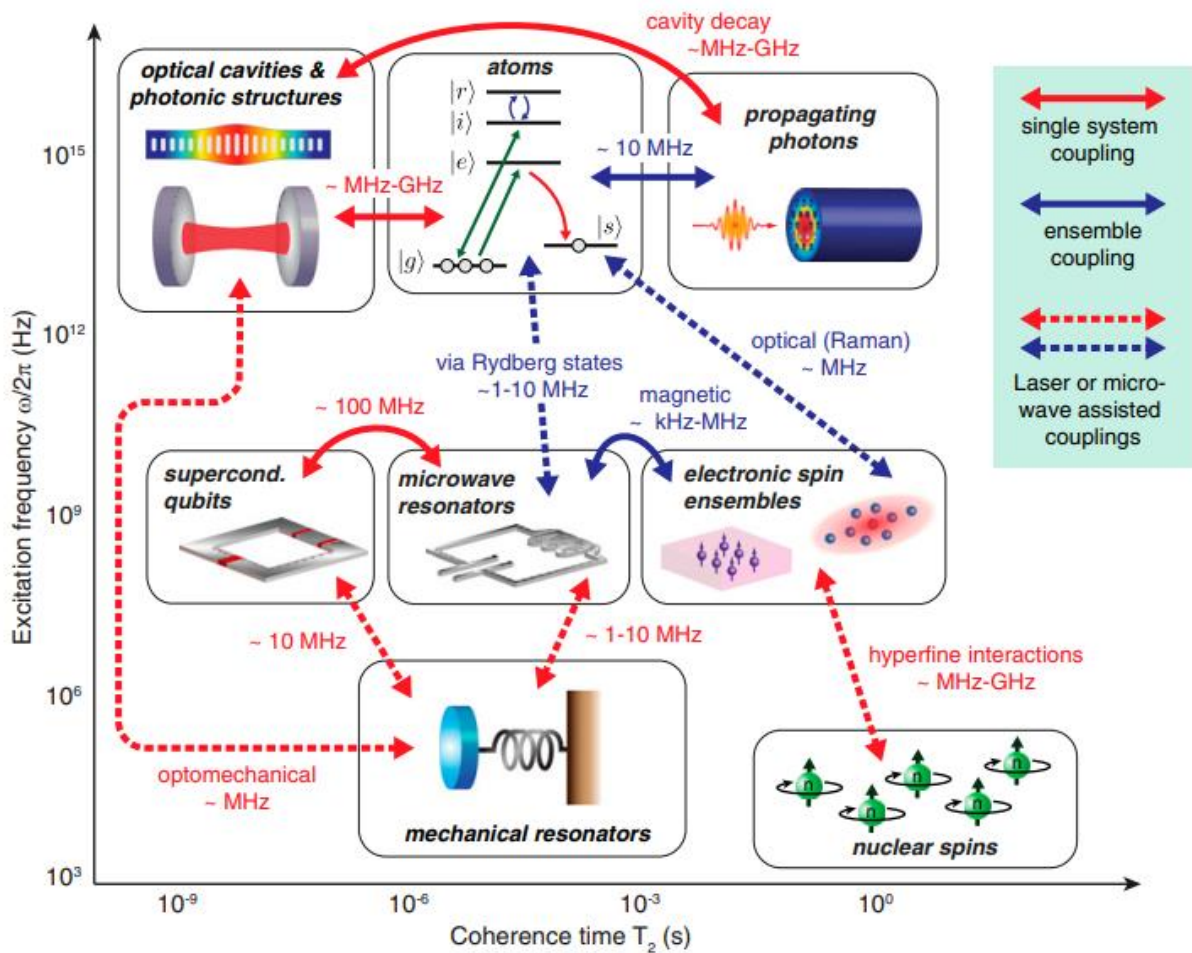 cavity decay
~MHz-GHz
optical cavities &
photonic structures
atoms
|r⟩
|i⟩
|e⟩
|s⟩
|g⟩
propagating
photons
~ MHz-GHz
~ 10 MHz
single system
coupling
ensemble
coupling
Laser or micro-
wave assisted
couplings
via Rydberg states
~1-10 MHz
optical (Raman)
~ MHz
magnetic
~ kHz-MHz
~ 100 MHz
supercond.
qubits
microwave
resonators
electronic spin
ensembles
~ 10 MHz
~ 1-10 MHz
hyperfine interactions
~ MHz-GHz
optomechanical
~ MHz
mechanical resonators
n
n
n
n
n
nuclear spins
Excitation frequency ω/2π (Hz)
10¹⁵
10¹²
10⁹
10⁶
10³
10⁻⁹
10⁻⁶
10⁻³
10⁰
Coherence time T₂ (s)